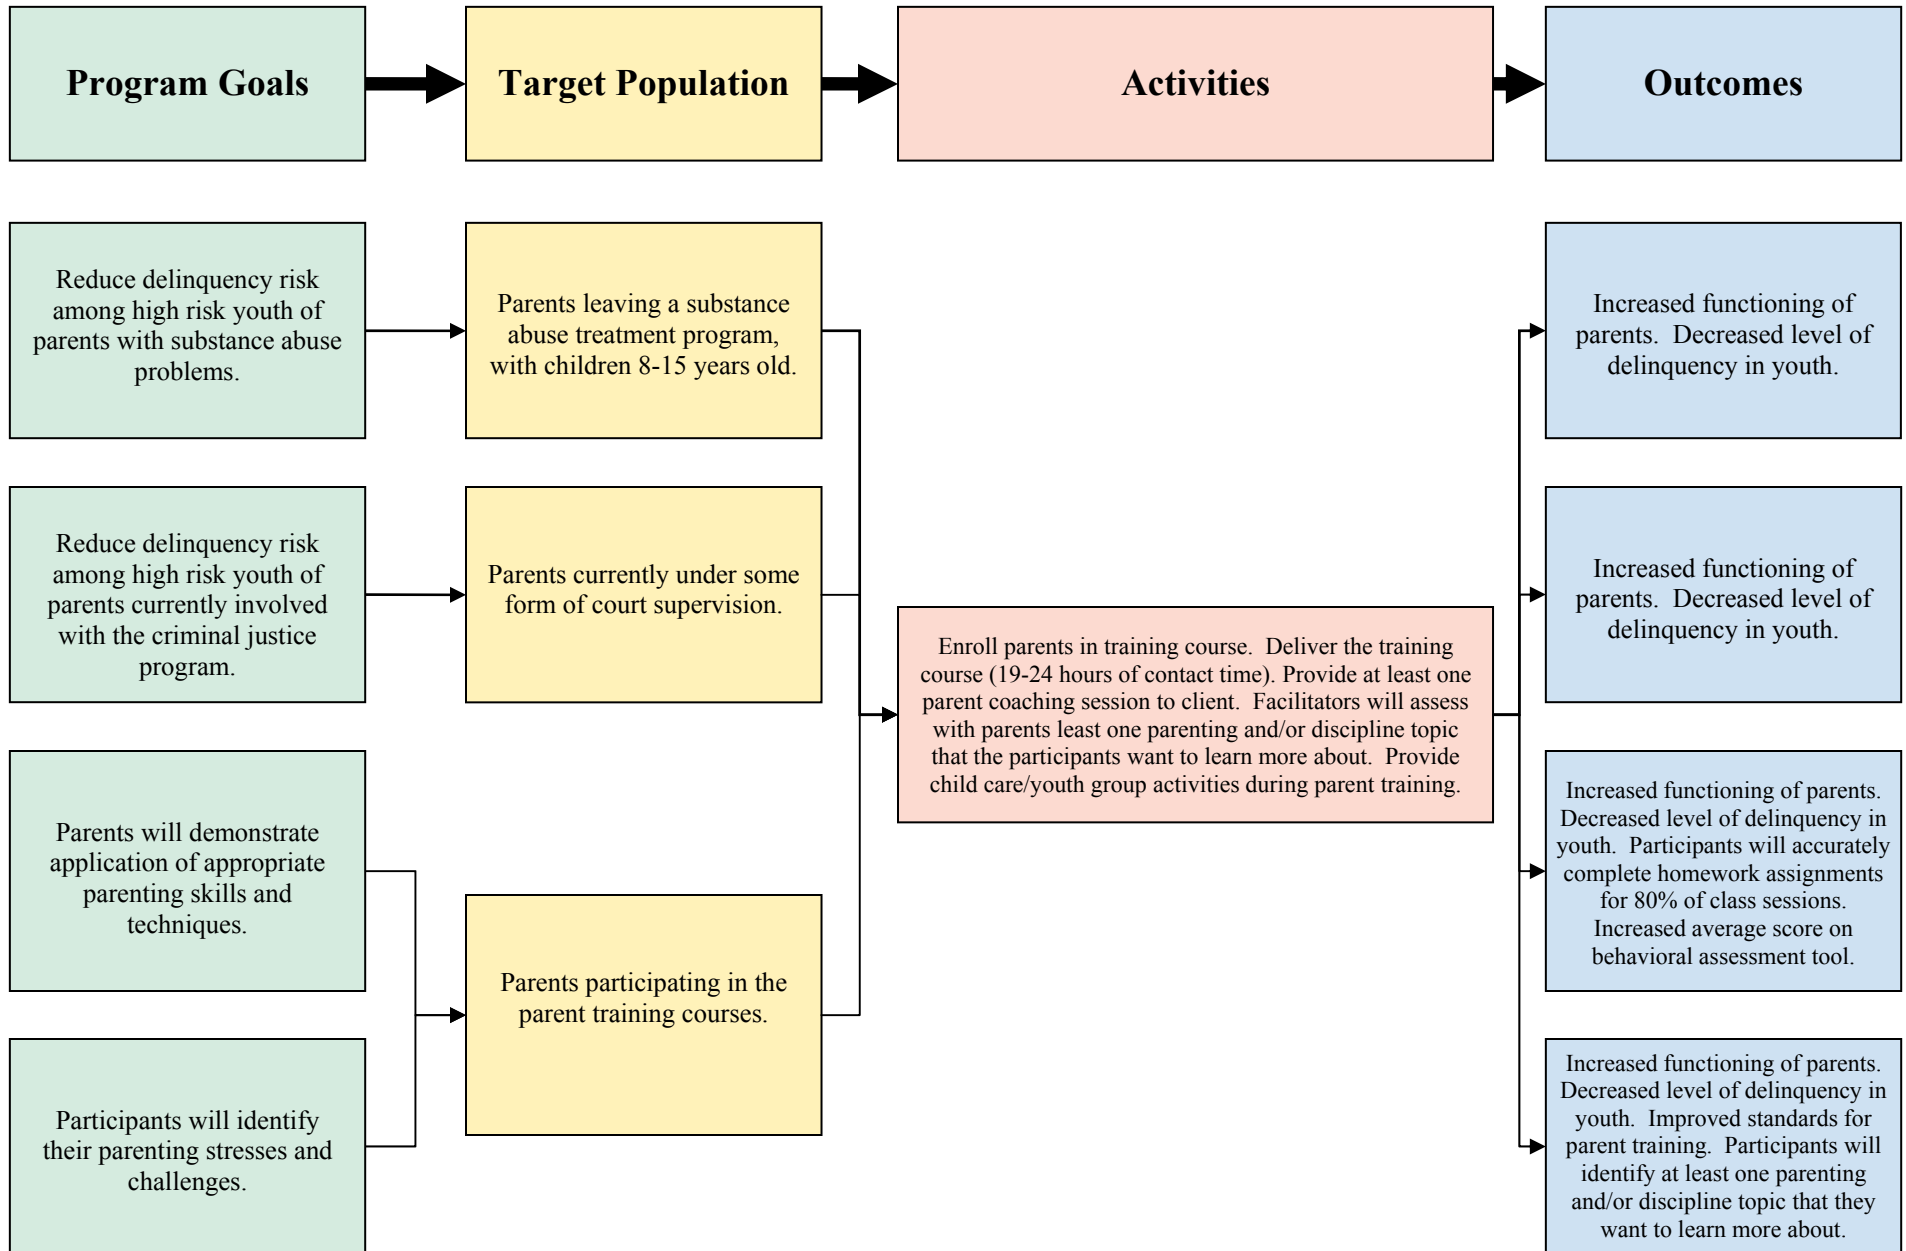 Program Goals
Target Population
Activities
Outcomes
Reduce delinquency risk
among high risk youth of
parents with substance abuse
problems.
Parents leaving a substance
abuse treatment program,
with children 8-15 years old.
Increased functioning of
parents.  Decreased level of
delinquency in youth.
Reduce delinquency risk
among high risk youth of
parents currently involved
with the criminal justice
program.
Parents currently under some
form of court supervision.
Increased functioning of
parents.  Decreased level of
delinquency in youth.
Enroll parents in training course.  Deliver the training
course (19-24 hours of contact time). Provide at least one
parent coaching session to client.  Facilitators will assess
with parents least one parenting and/or discipline topic
that the participants want to learn more about.  Provide
child care/youth group activities during parent training.
Parents will demonstrate
application of appropriate
parenting skills and
techniques.
Parents participating in the
parent training courses.
Increased functioning of parents.
Decreased level of delinquency in
youth.  Participants will accurately
complete homework assignments
for 80% of class sessions.
Increased average score on
behavioral assessment tool.
Participants will identify
their parenting stresses and
challenges.
Increased functioning of parents.
Decreased level of delinquency in
youth.  Improved standards for
parent training.  Participants will
identify at least one parenting
and/or discipline topic that they
want to learn more about.